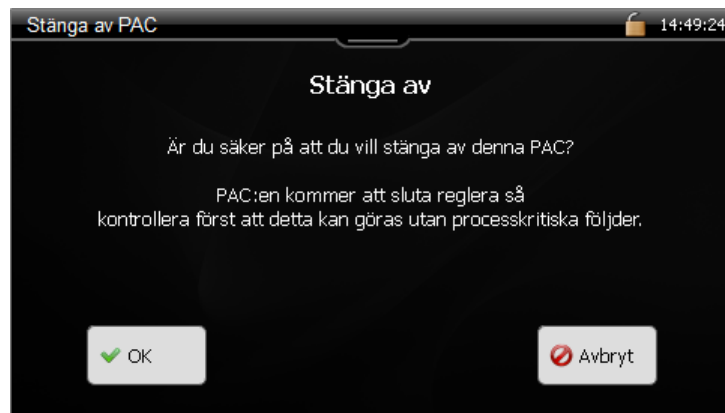 Stänga av PAC 14:49:24
Stänga av
Är du säker på att du vill stänga av denna PAC?
PAC:en kommer att sluta reglera så
kontrollera först att detta kan göras utan processkritiska följder.
OK Avbryt